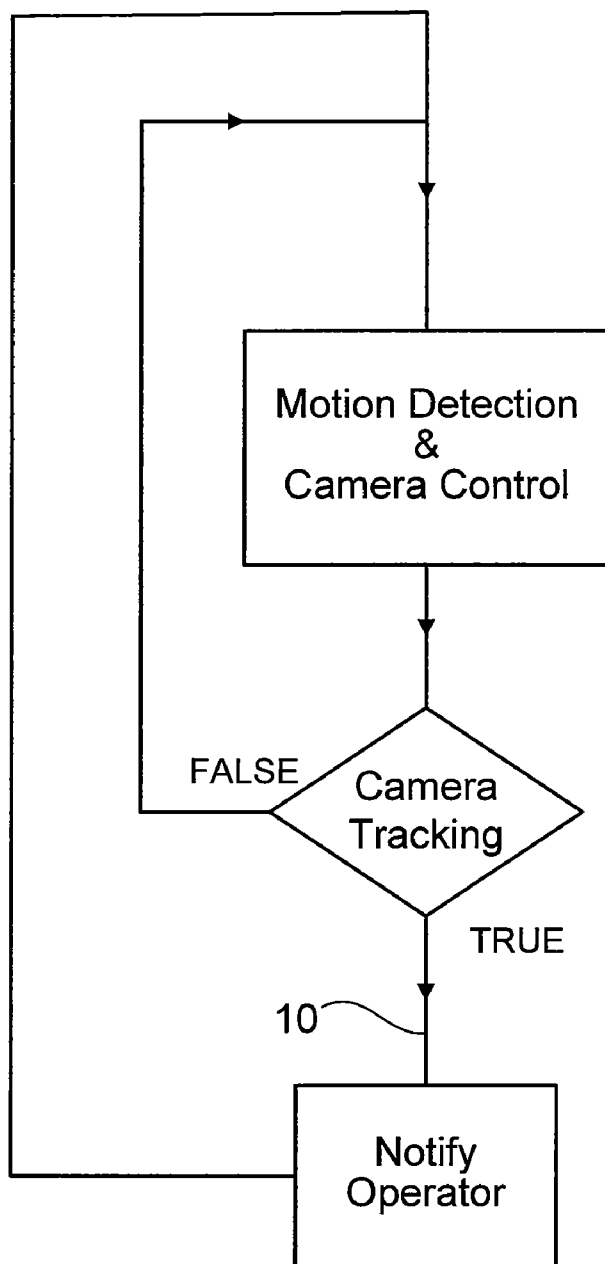 Motion Detection
&
Camera Control
FALSE
Camera
Tracking
TRUE
10
Notify
Operator